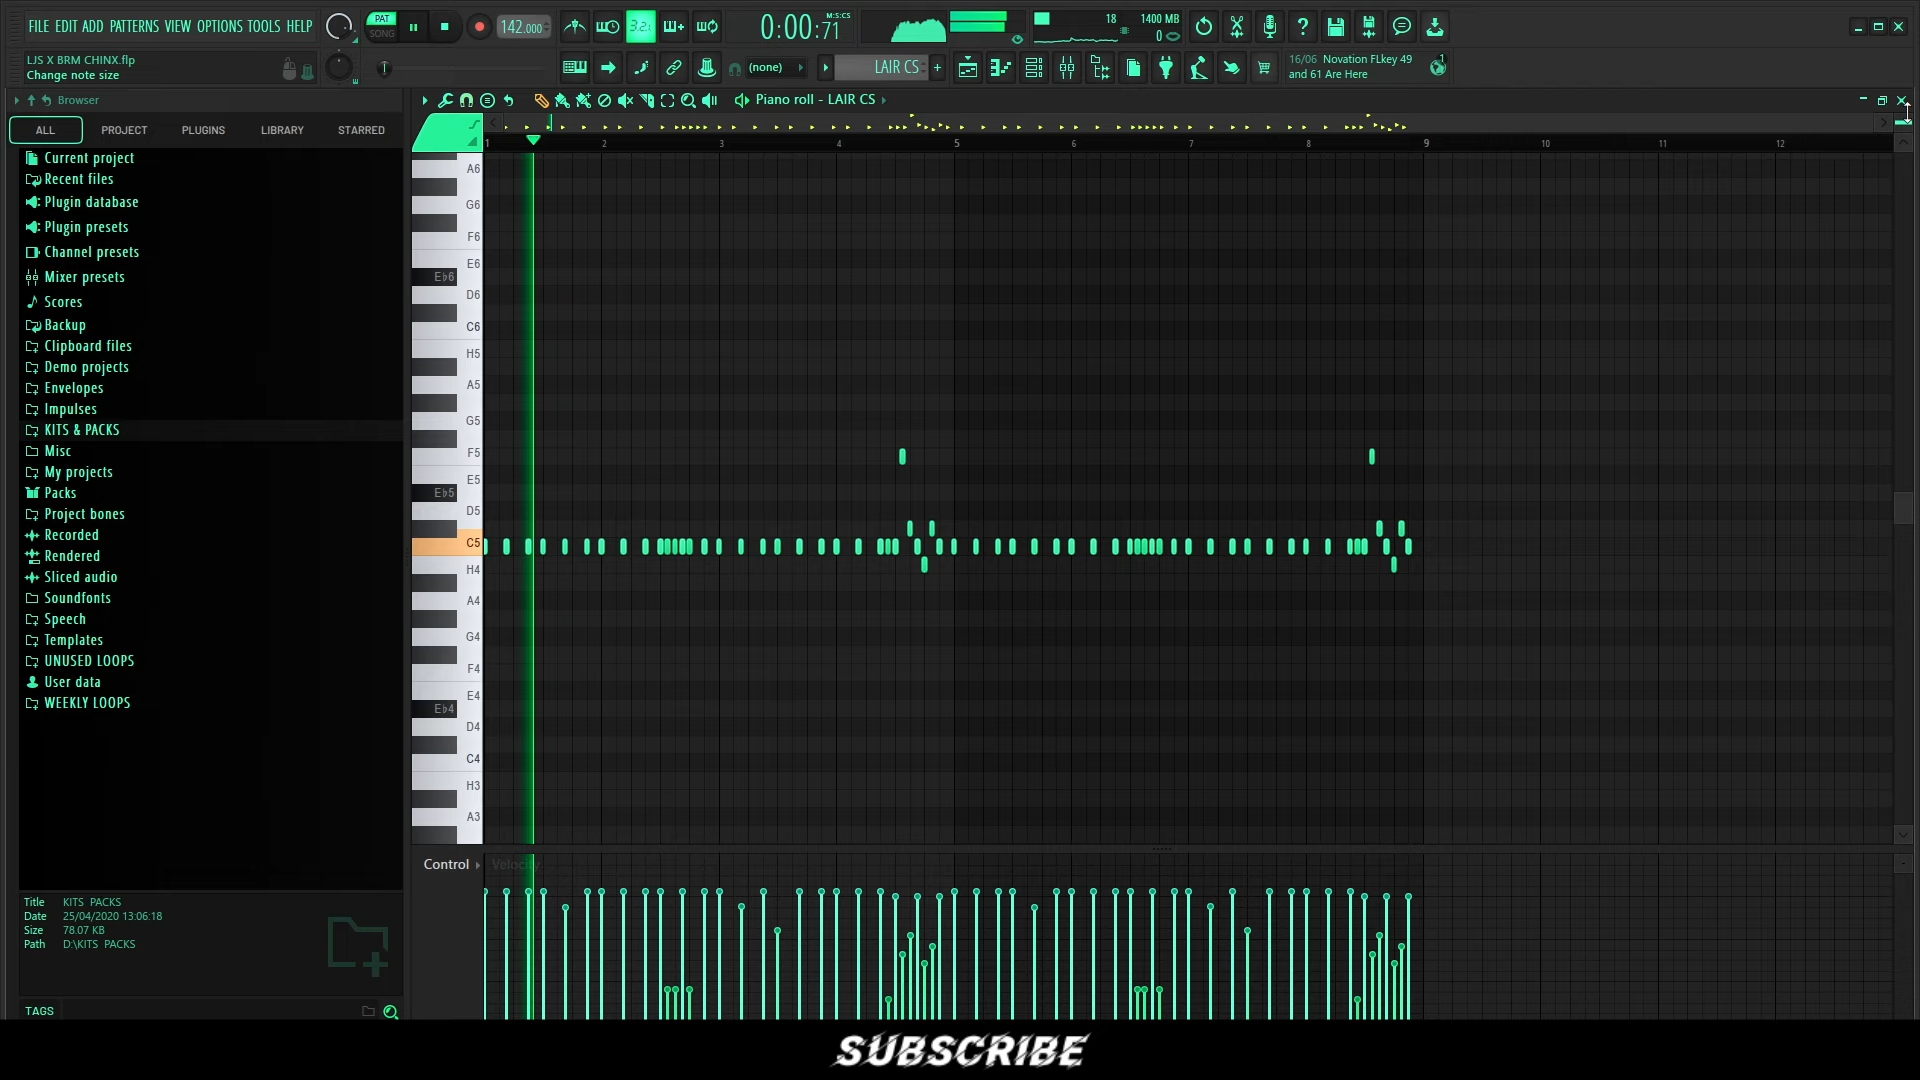 FILE EDIT ADD PATTERNS VIEW OPTIONS TOOLS HELP
PAT
SONG
142.000
3.2.1
0:00:71
M:S:CS
18
1400 MB
0
LJS X BRM CHINX.flp
Change note size
(none)
LAIR CS
16/06 Novation FLkey 49
and 61 Are Here
Browser
Piano roll - LAIR CS
ALL
PROJECT
PLUGINS
LIBRARY
STARRED
Current project
Recent files
Plugin database
Plugin presets
Channel presets
Mixer presets
Scores
Backup
Clipboard files
Demo projects
Envelopes
Impulses
KITS & PACKS
Misc
My projects
Packs
Project bones
Recorded
Rendered
Sliced audio
Soundfonts
Speech
Templates
UNUSED LOOPS
User data
WEEKLY LOOPS
Title KITS PACKS
Date 25/04/2020 13:06:18
Size 78.07 KB
Path D:\KITS PACKS
TAGS
1 2 3 4 5 6 7 8 9 10 11 12
A6
G6
F6
E6
E♭6
D6
C6
H5
A5
G5
F5
E5
E♭5
D5
C5
H4
A4
G4
F4
E4
E♭4
D4
C4
H3
A3
Control
Velocity
SUBSCRIBE